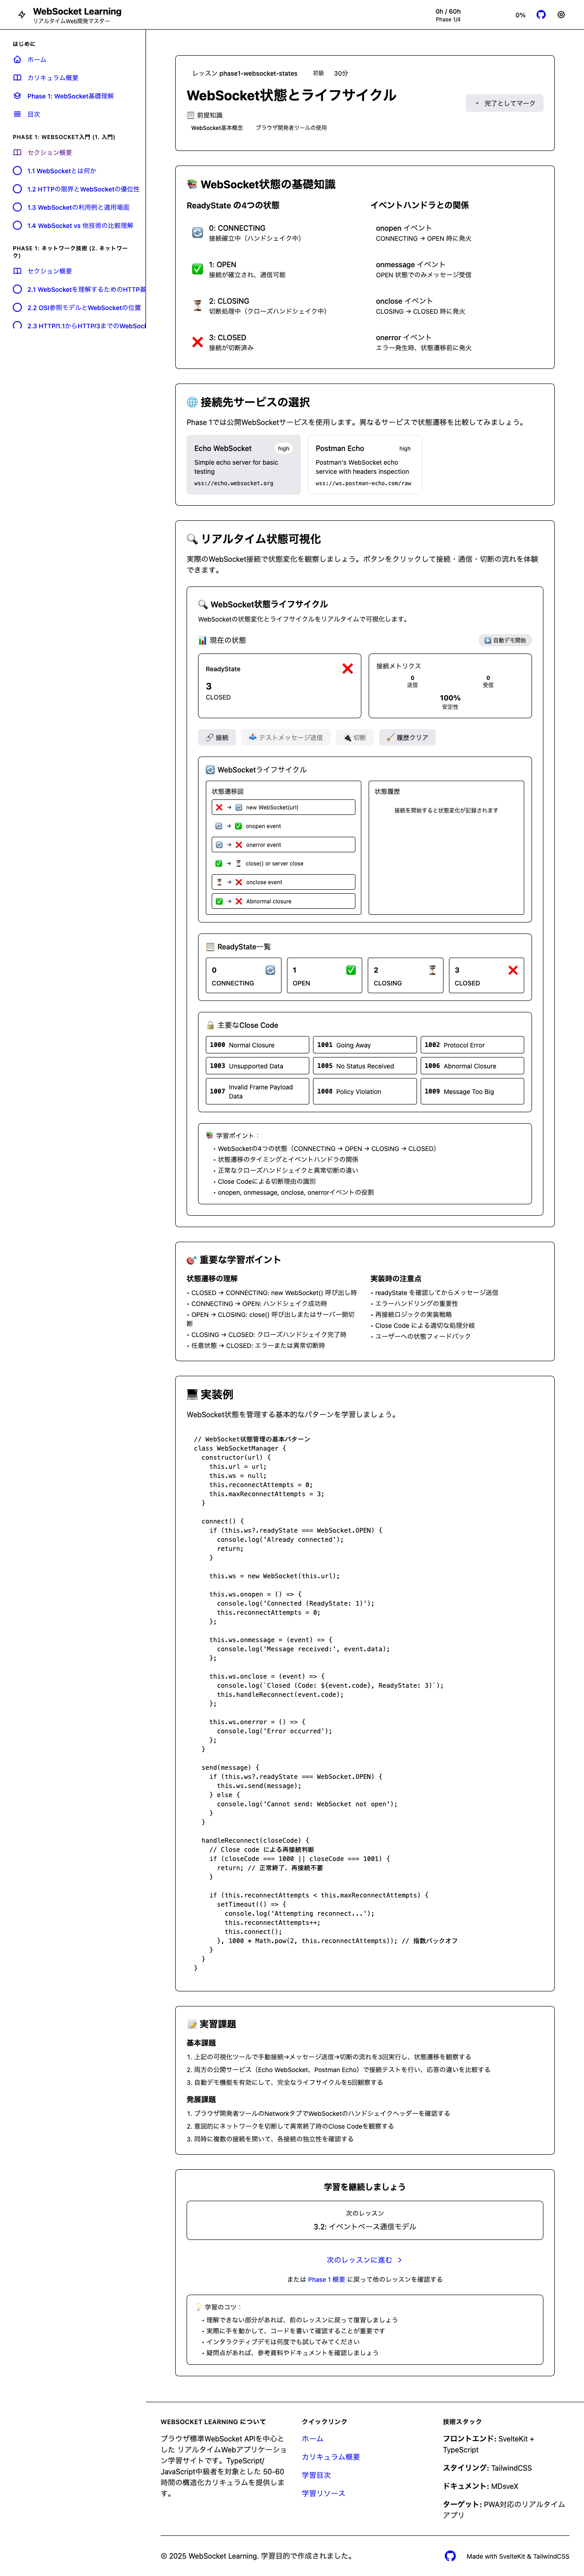 WebSocket Learning
リアルタイムWeb開発マスター
0h / 60h
Phase 1/4
0%
はじめに
ホーム
カリキュラム概要
Phase 1: WebSocket基礎理解
目次
PHASE 1: WEBSOCKET入門 (1. 入門)
セクション概要
1.1 WebSocketとは何か
1.2 HTTPの限界とWebSocketの優位性
1.3 WebSocketの利用例と適用場面
1.4 WebSocket vs 他技術の比較理解
PHASE 1: ネットワーク技術 (2. ネットワーク)
セクション概要
2.1 WebSocketを理解するためのHTTP基
2.2 OSI参照モデルとWebSocketの位置
2.3 HTTP/1.1からHTTP/3までのWebSoc
レッスン phase1-websocket-states
初級
30分
WebSocket状態とライフサイクル
完了としてマーク
📋 前提知識
WebSocket基本概念
ブラウザ開発者ツールの使用
📚 WebSocket状態の基礎知識
ReadyState の4つの状態
🔄 0: CONNECTING
接続確立中（ハンドシェイク中）
✅ 1: OPEN
接続が確立され、通信可能
⏳ 2: CLOSING
切断処理中（クローズハンドシェイク中）
❌ 3: CLOSED
接続が切断済み
イベントハンドラとの関係
onopen イベント
CONNECTING → OPEN 時に発火
onmessage イベント
OPEN 状態でのみメッセージ受信
onclose イベント
CLOSING → CLOSED 時に発火
onerror イベント
エラー発生時、状態遷移前に発火
🌐 接続先サービスの選択
Phase 1では公開WebSocketサービスを使用します。異なるサービスで状態遷移を比較してみましょう。
Echo WebSocket
high
Simple echo server for basic
testing
wss://echo.websocket.org
Postman Echo
high
Postman's WebSocket echo
service with headers inspection
wss://ws.postman-echo.com/raw
🔍 リアルタイム状態可視化
実際のWebSocket接続で状態変化を観察しましょう。ボタンをクリックして接続・通信・切断の流れを体験
できます。
🔍 WebSocket状態ライフサイクル
WebSocketの状態変化とライフサイクルをリアルタイムで可視化します。
📊 現在の状態
▶️ 自動デモ開始
ReadyState
❌
3
CLOSED
接続メトリクス
0
送信
0
受信
100%
安定性
🔗 接続
📤 テストメッセージ送信
🔌 切断
🧹 履歴クリア
🔄 WebSocketライフサイクル
状態遷移図
❌ → 🔄 new WebSocket(url)
🔄 → ✅ onopen event
🔄 → ❌ onerror event
✅ → ⏳ close() or server close
⏳ → ❌ onclose event
✅ → ❌ Abnormal closure
状態履歴
接続を開始すると状態変化が記録されます
📋 ReadyState一覧
0 🔄
CONNECTING
1 ✅
OPEN
2 ⏳
CLOSING
3 ❌
CLOSED
🔒 主要なClose Code
1000 Normal Closure
1001 Going Away
1002 Protocol Error
1003 Unsupported Data
1005 No Status Received
1006 Abnormal Closure
1007 Invalid Frame Payload Data
1008 Policy Violation
1009 Message Too Big
📚 学習ポイント：
• WebSocketの4つの状態（CONNECTING → OPEN → CLOSING → CLOSED）
• 状態遷移のタイミングとイベントハンドラの関係
• 正常なクローズハンドシェイクと異常切断の違い
• Close Codeによる切断理由の識別
• onopen, onmessage, onclose, onerrorイベントの役割
🎯 重要な学習ポイント
状態遷移の理解
• CLOSED → CONNECTING: new WebSocket() 呼び出し時
• CONNECTING → OPEN: ハンドシェイク成功時
• OPEN → CLOSING: close() 呼び出しまたはサーバー側切
断
• CLOSING → CLOSED: クローズハンドシェイク完了時
• 任意状態 → CLOSED: エラーまたは異常切断時
実装時の注意点
• readyState を確認してからメッセージ送信
• エラーハンドリングの重要性
• 再接続ロジックの実装戦略
• Close Code による適切な処理分岐
• ユーザーへの状態フィードバック
💻 実装例
WebSocket状態を管理する基本的なパターンを学習しましょう。
// WebSocket状態管理の基本パターン
class WebSocketManager {
constructor(url) {
this.url = url;
this.ws = null;
this.reconnectAttempts = 0;
this.maxReconnectAttempts = 3;
}
connect() {
if (this.ws?.readyState === WebSocket.OPEN) {
console.log('Already connected');
return;
}
this.ws = new WebSocket(this.url);
this.ws.onopen = () => {
console.log('Connected (ReadyState: 1)');
this.reconnectAttempts = 0;
};
this.ws.onmessage = (event) => {
console.log('Message received:', event.data);
};
this.ws.onclose = (event) => {
console.log(`Closed (Code: ${event.code}, ReadyState: 3)`);
this.handleReconnect(event.code);
};
this.ws.onerror = () => {
console.log('Error occurred');
};
}
send(message) {
if (this.ws?.readyState === WebSocket.OPEN) {
this.ws.send(message);
} else {
console.log('Cannot send: WebSocket not open');
}
}
handleReconnect(closeCode) {
// Close code による再接続判断
if (closeCode === 1000 || closeCode === 1001) {
return; // 正常終了、再接続不要
}
if (this.reconnectAttempts < this.maxReconnectAttempts) {
setTimeout(() => {
console.log('Attempting reconnect...');
this.reconnectAttempts++;
this.connect();
}, 1000 * Math.pow(2, this.reconnectAttempts)); // 指数バックオフ
}
}
}
📝 実習課題
基本課題
1. 上記の可視化ツールで手動接続→メッセージ送信→切断の流れを3回実行し、状態遷移を観察する
2. 両方の公開サービス（Echo WebSocket、Postman Echo）で接続テストを行い、応答の違いを比較する
3. 自動デモ機能を有効にして、完全なライフサイクルを5回観察する
発展課題
1. ブラウザ開発者ツールのNetworkタブでWebSocketのハンドシェイクヘッダーを確認する
2. 意図的にネットワークを切断して異常終了時のClose Codeを観察する
3. 同時に複数の接続を開いて、各接続の独立性を確認する
学習を継続しましょう
次のレッスン
3.2: イベントベース通信モデル
次のレッスンに進む
または Phase 1 概要 に戻って他のレッスンを確認する
💡 学習のコツ：
• 理解できない部分があれば、前のレッスンに戻って復習しましょう
• 実際に手を動かして、コードを書いて確認することが重要です
• インタラクティブデモは何度でも試してみてください
• 疑問点があれば、参考資料やドキュメントを確認しましょう
WEBSOCKET LEARNING について
ブラウザ標準WebSocket APIを中心と
した リアルタイムWebアプリケーショ
ン学習サイトです。TypeScript/
JavaScript中級者を対象とした 50-60
時間の構造化カリキュラムを提供しま
す。
クイックリンク
ホーム
カリキュラム概要
学習目次
学習リソース
技術スタック
フロントエンド: SvelteKit +
TypeScript
スタイリング: TailwindCSS
ドキュメント: MDsveX
ターゲット: PWA対応のリアルタイム
アプリ
© 2025 WebSocket Learning. 学習目的で作成されました。
Made with SvelteKit & TailwindCSS